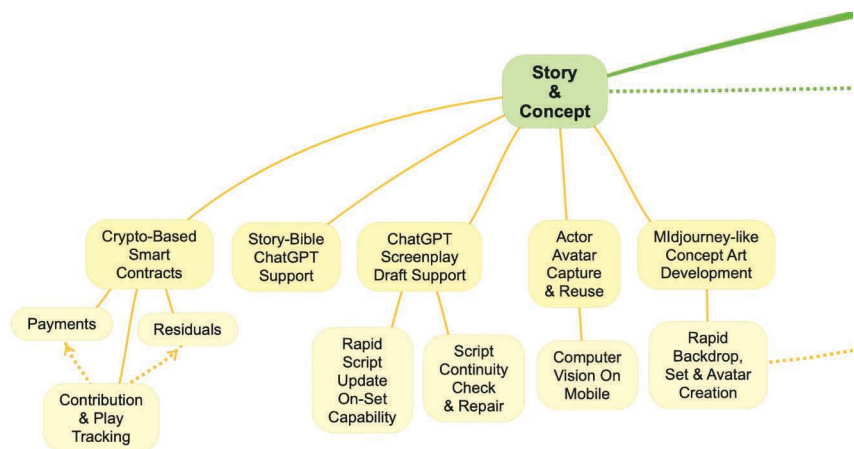 Story
&
Concept
Crypto-Based
Smart
Contracts
Story-Bible
ChatGPT
Support
ChatGPT
Screenplay
Draft Support
Actor
Avatar
Capture
& Reuse
MIdjourney-like
Concept Art
Development
Payments
Residuals
Contribution
& Play
Tracking
Rapid
Script
Update
On-Set
Capability
Script
Continuity
Check
& Repair
Computer
Vision On
Mobile
Rapid
Backdrop,
Set & Avatar
Creation